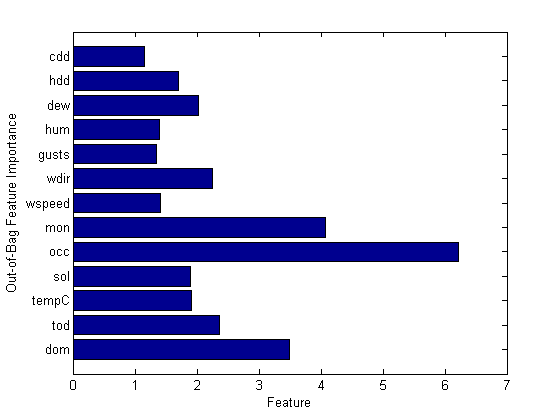 cdd
hdd
dew
hum
gusts
wdir
wspeed
mon
occ
sol
tempC
tod
dom
Out-of-Bag Feature Importance
0 1 2 3 4 5 6 7
Feature